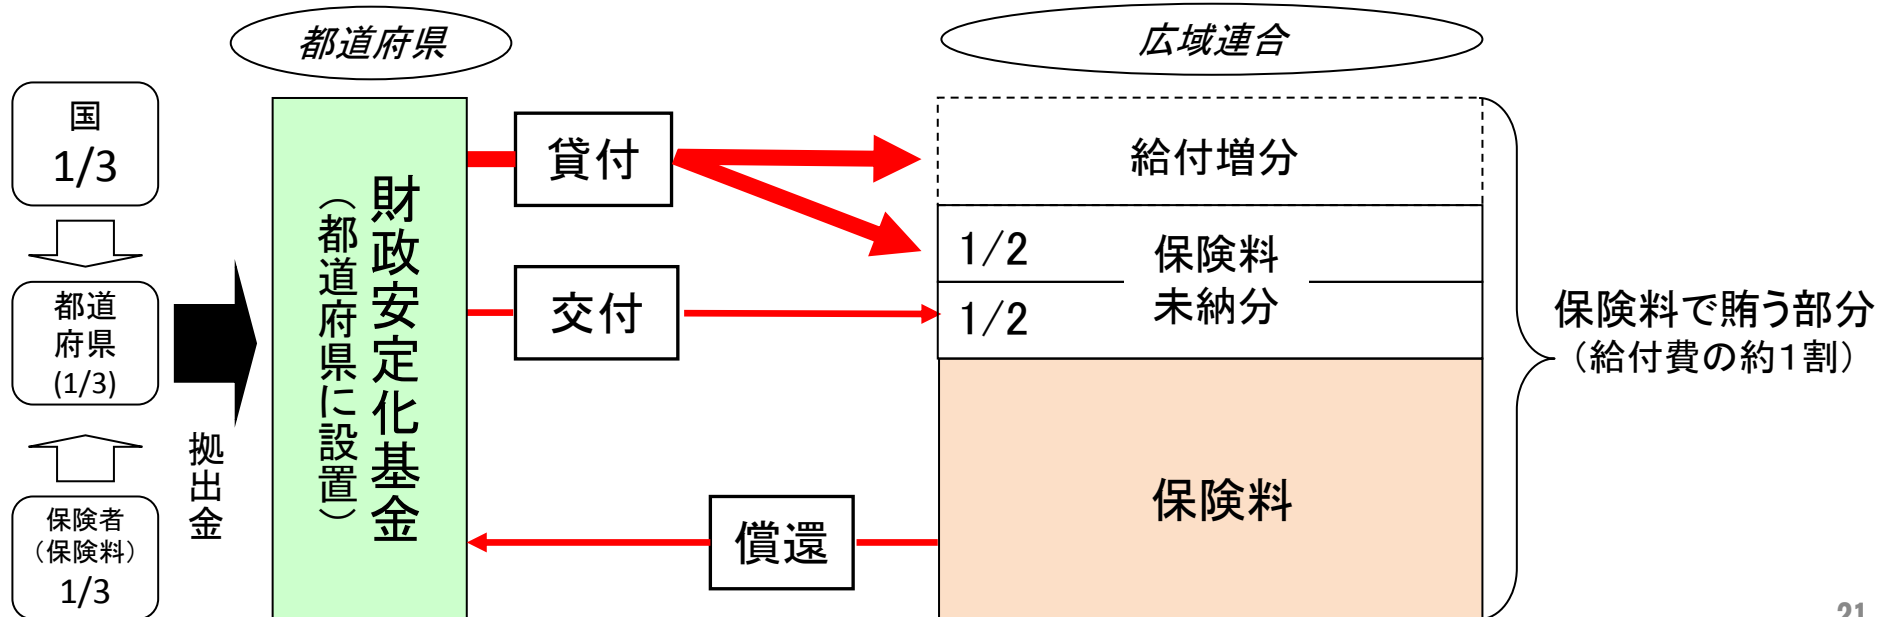 都道府県
広域連合
国
1/3
都道
府県
(1/3)
保険者
（保険料）
1/3
拠出金
財政安定化基金
（都道府県に設置）
貸付
交付
償還
給付増分
1/2
1/2
保険料
未納分
保険料
保険料で賄う部分
（給付費の約1割）
21